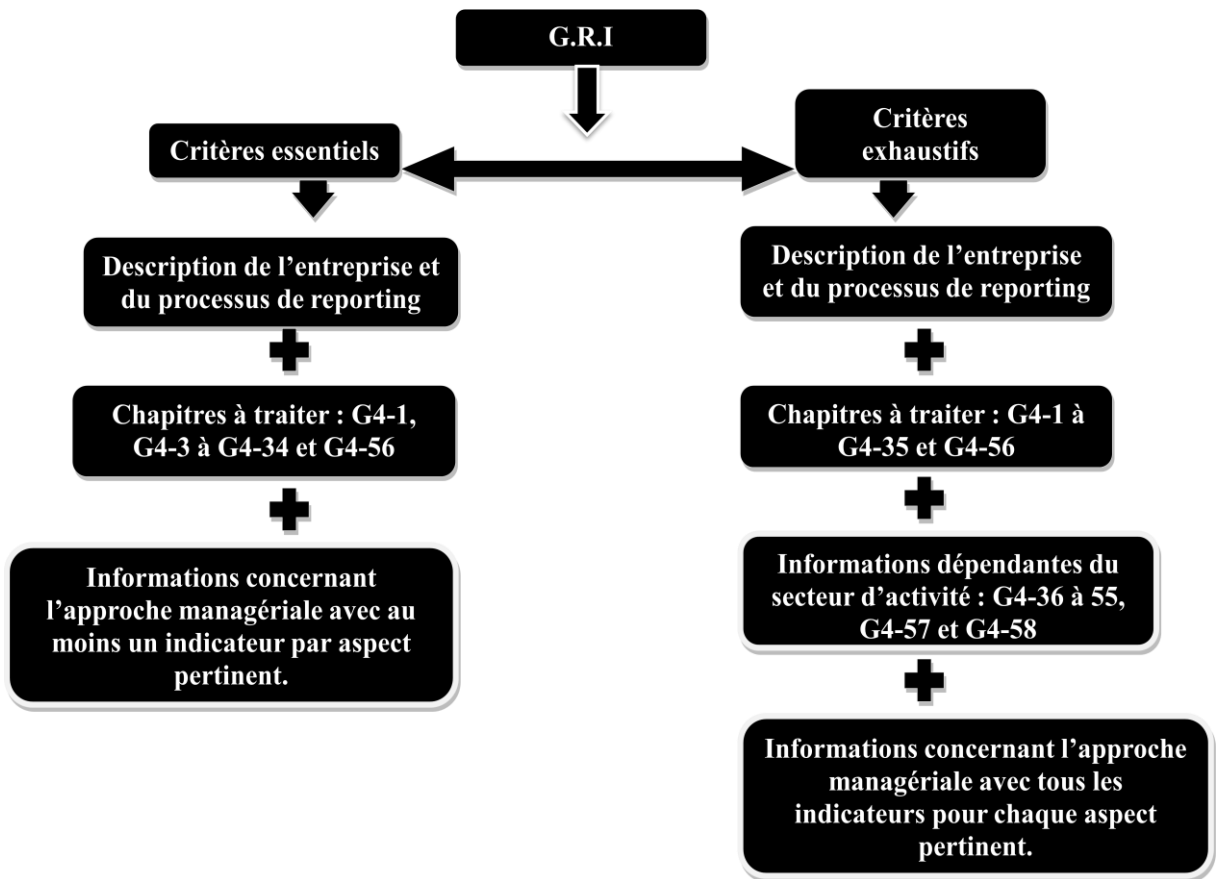 G.R.I
Critères essentiels
Critères
exhaustifs
Description de l’entreprise et
du processus de reporting
Description de l’entreprise
et du processus de reporting
Chapitres à traiter : G4-1,
G4-3 à G4-34 et G4-56
Chapitres à traiter : G4-1 à
G4-35 et G4-56
Informations concernant
l’approche managériale avec au
moins un indicateur par aspect
pertinent.
Informations dépendantes du
secteur d’activité : G4-36 à 55,
G4-57 et G4-58
Informations concernant l’approche
managériale avec tous les
indicateurs pour chaque aspect
pertinent.